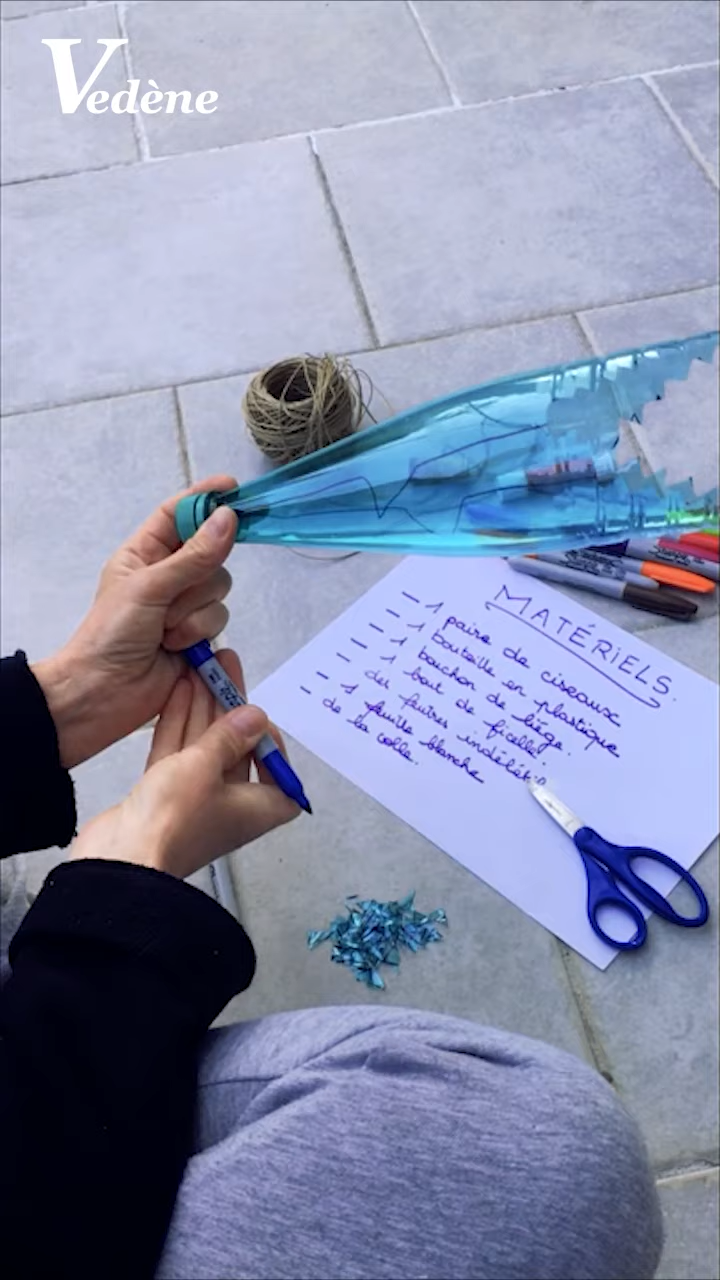 Vedène
MATÉRIELS.
- 1 paire de ciseaux
- 1 bouteille en plastique
- 1 bouchon de liège.
- 1 bout de ficelle.
- des feutres indélébile
- 1 feuille blanche
- de la colle.